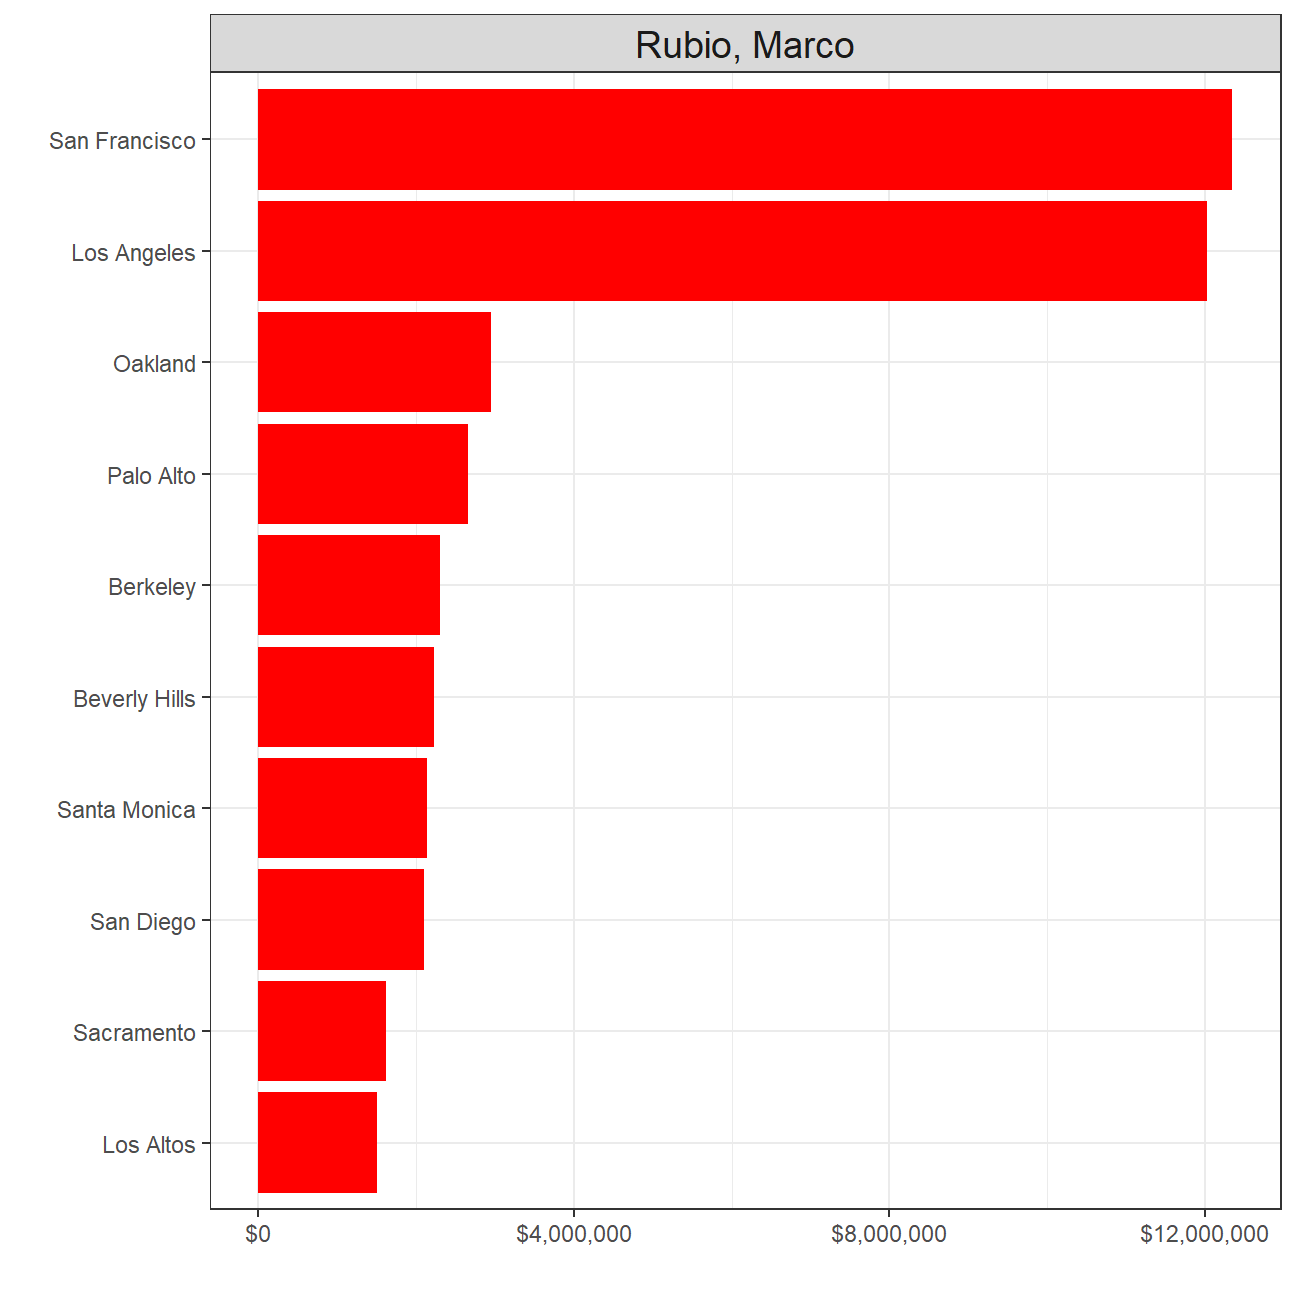 Rubio, Marco
San Francisco
Los Angeles
Oakland
Palo Alto
Berkeley
Beverly Hills
Santa Monica
San Diego
Sacramento
Los Altos
$0 $4,000,000 $8,000,000 $12,000,000